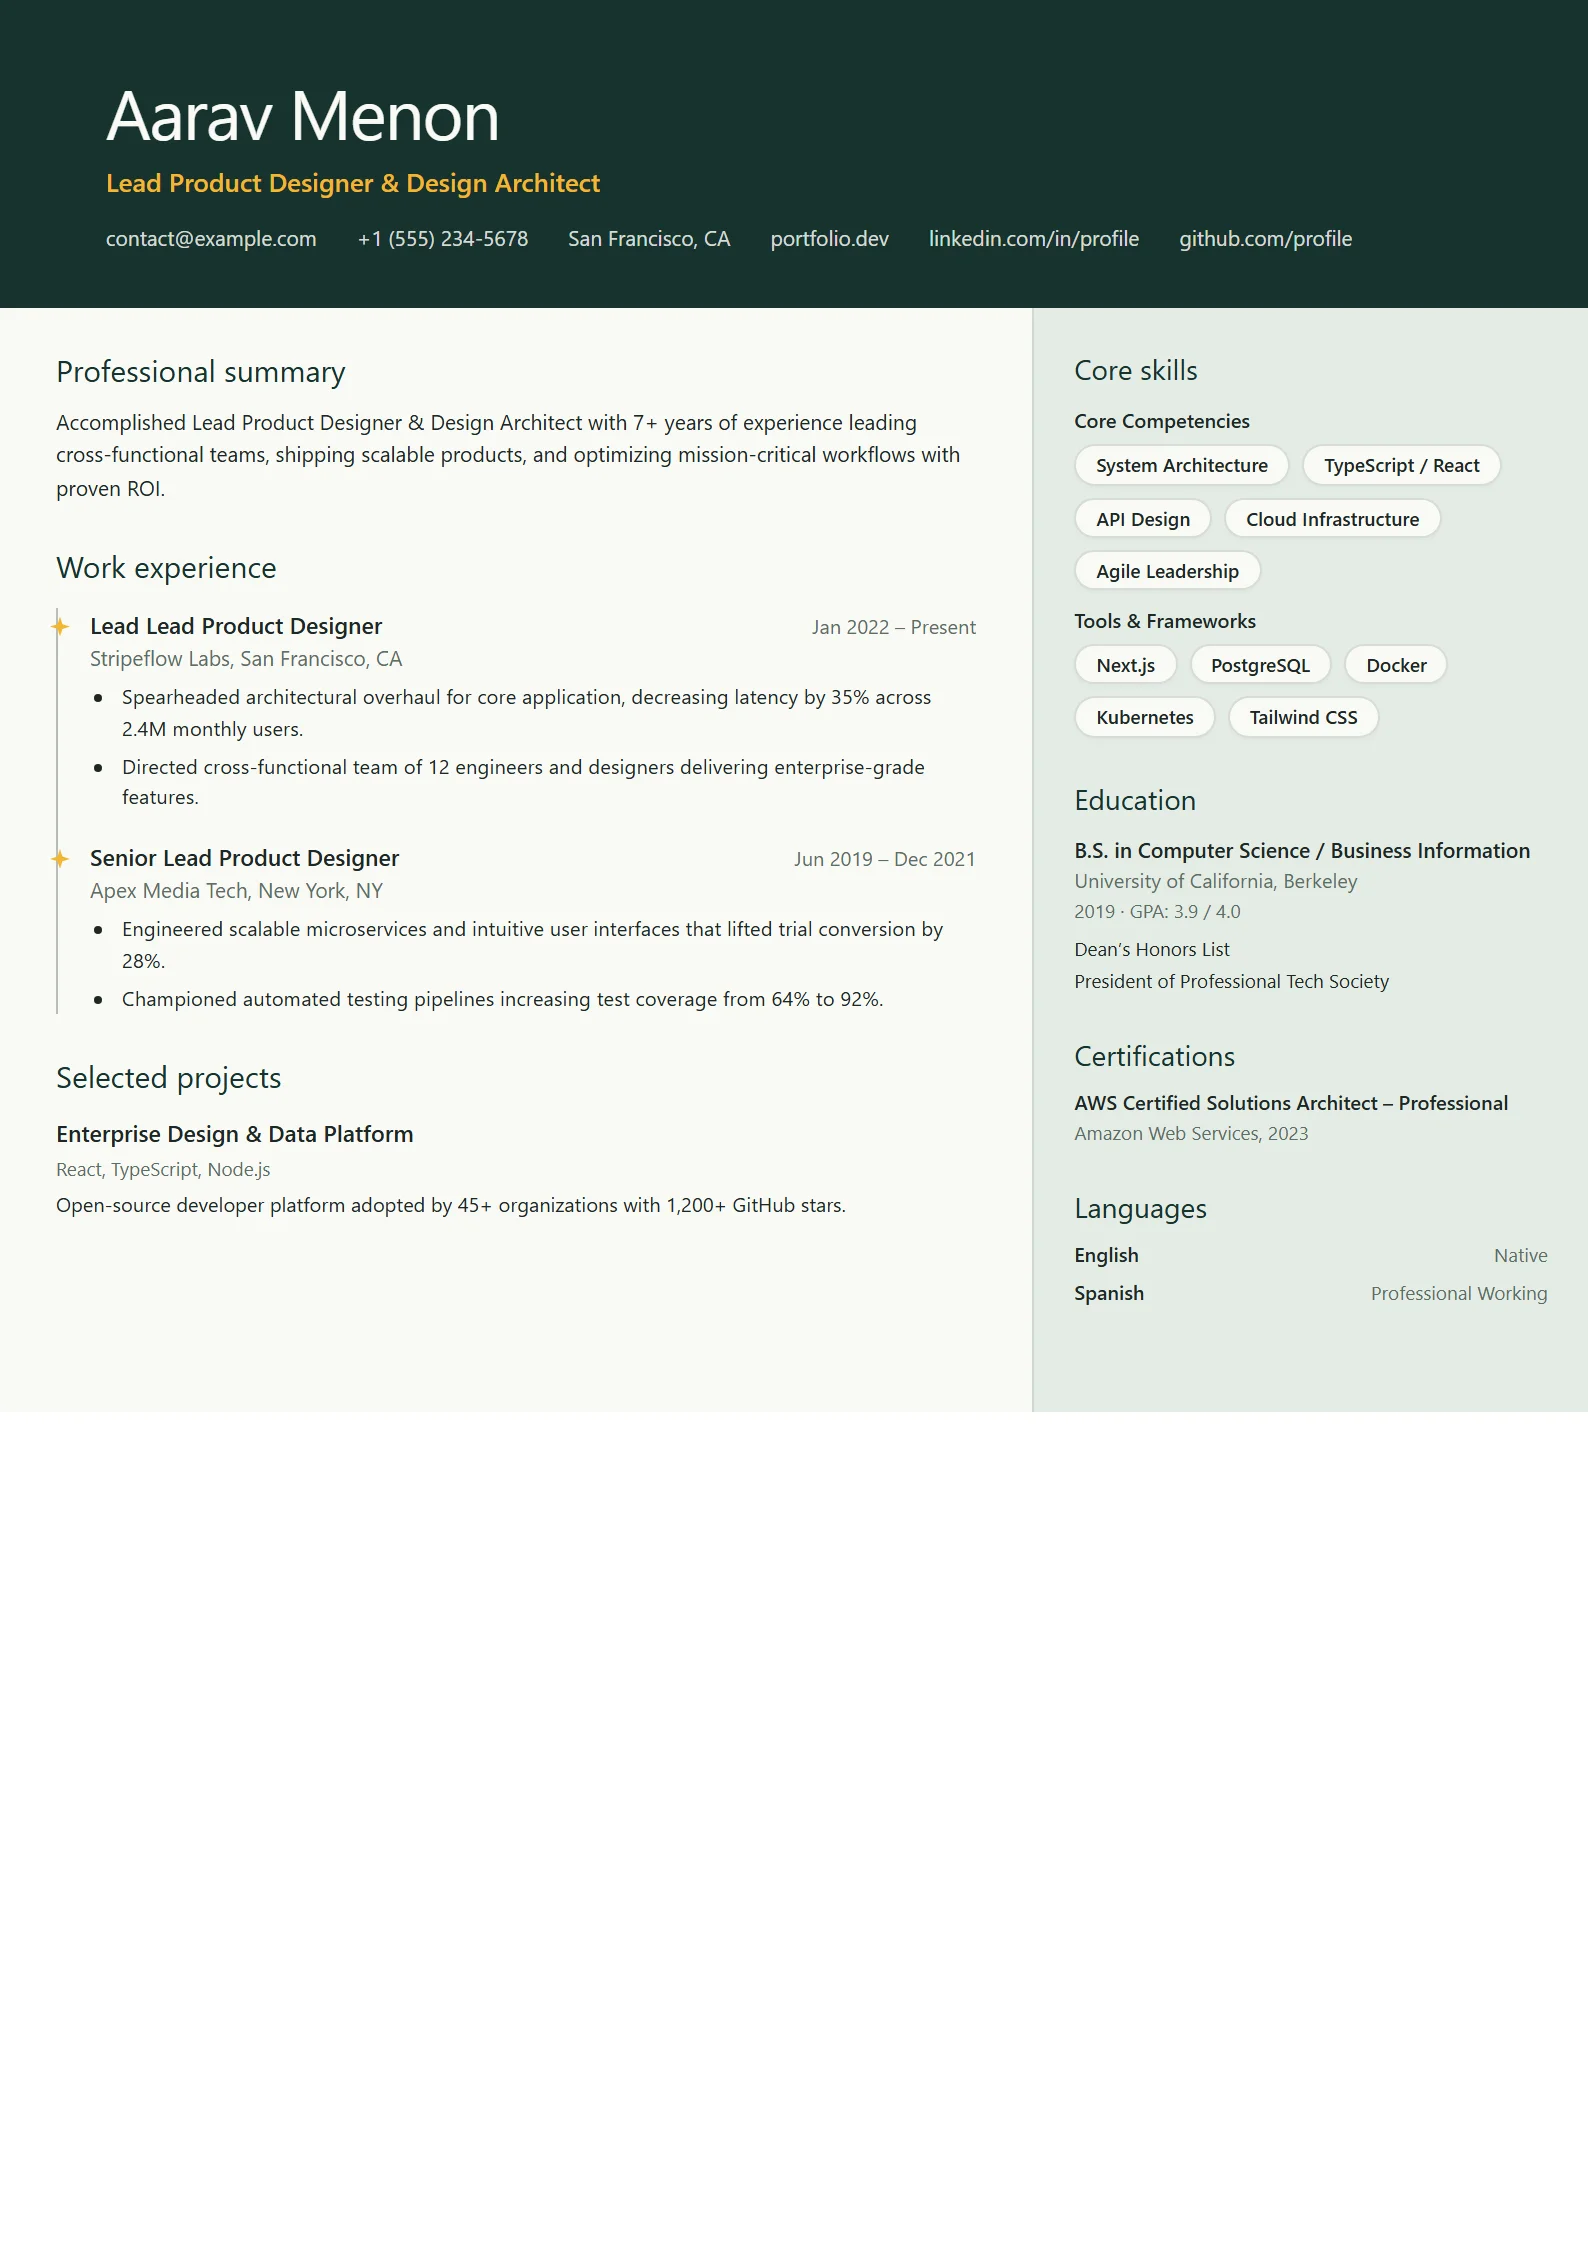 Aarav Menon
Lead Product Designer & Design Architect
contact@example.com +1 (555) 234-5678 San Francisco, CA portfolio.dev linkedin.com/in/profile github.com/profile
Professional summary
Accomplished Lead Product Designer & Design Architect with 7+ years of experience leading
cross-functional teams, shipping scalable products, and optimizing mission-critical workflows with
proven ROI.
Work experience
Lead Lead Product Designer Jan 2022 – Present
Stripeflow Labs, San Francisco, CA
• Spearheaded architectural overhaul for core application, decreasing latency by 35% across
2.4M monthly users.
• Directed cross-functional team of 12 engineers and designers delivering enterprise-grade
features.
Senior Lead Product Designer Jun 2019 – Dec 2021
Apex Media Tech, New York, NY
• Engineered scalable microservices and intuitive user interfaces that lifted trial conversion by
28%.
• Championed automated testing pipelines increasing test coverage from 64% to 92%.
Selected projects
Enterprise Design & Data Platform
React, TypeScript, Node.js
Open-source developer platform adopted by 45+ organizations with 1,200+ GitHub stars.
Core skills
Core Competencies
System Architecture TypeScript / React
API Design Cloud Infrastructure
Agile Leadership
Tools & Frameworks
Next.js PostgreSQL Docker
Kubernetes Tailwind CSS
Education
B.S. in Computer Science / Business Information
University of California, Berkeley
2019 · GPA: 3.9 / 4.0
Dean’s Honors List
President of Professional Tech Society
Certifications
AWS Certified Solutions Architect – Professional
Amazon Web Services, 2023
Languages
English Native
Spanish Professional Working